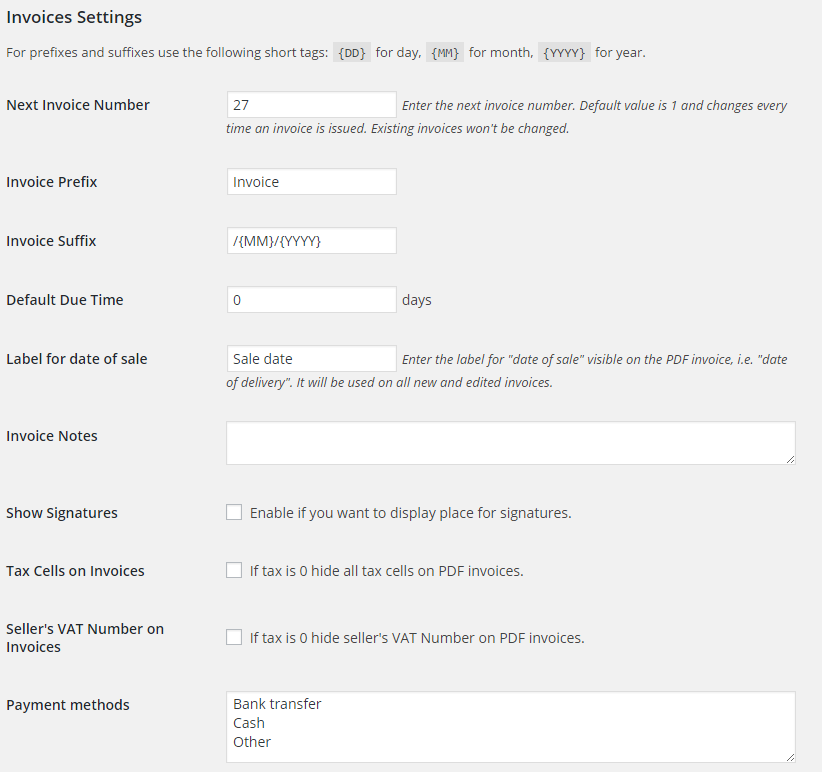 Invoices Settings
For prefixes and suffixes use the following short tags: {DD} for day, {MM} for month, {YYYY} for year.
Next Invoice Number 27 Enter the next invoice number. Default value is 1 and changes every
time an invoice is issued. Existing invoices won't be changed.
Invoice Prefix Invoice
Invoice Suffix /{MM}/{YYYY}
Default Due Time 0 days
Label for date of sale Sale date Enter the label for "date of sale" visible on the PDF invoice, i.e. "date
of delivery". It will be used on all new and edited invoices.
Invoice Notes
Show Signatures Enable if you want to display place for signatures.
Tax Cells on Invoices If tax is 0 hide all tax cells on PDF invoices.
Seller's VAT Number on
Invoices If tax is 0 hide seller's VAT Number on PDF invoices.
Payment methods Bank transfer
Cash
Other